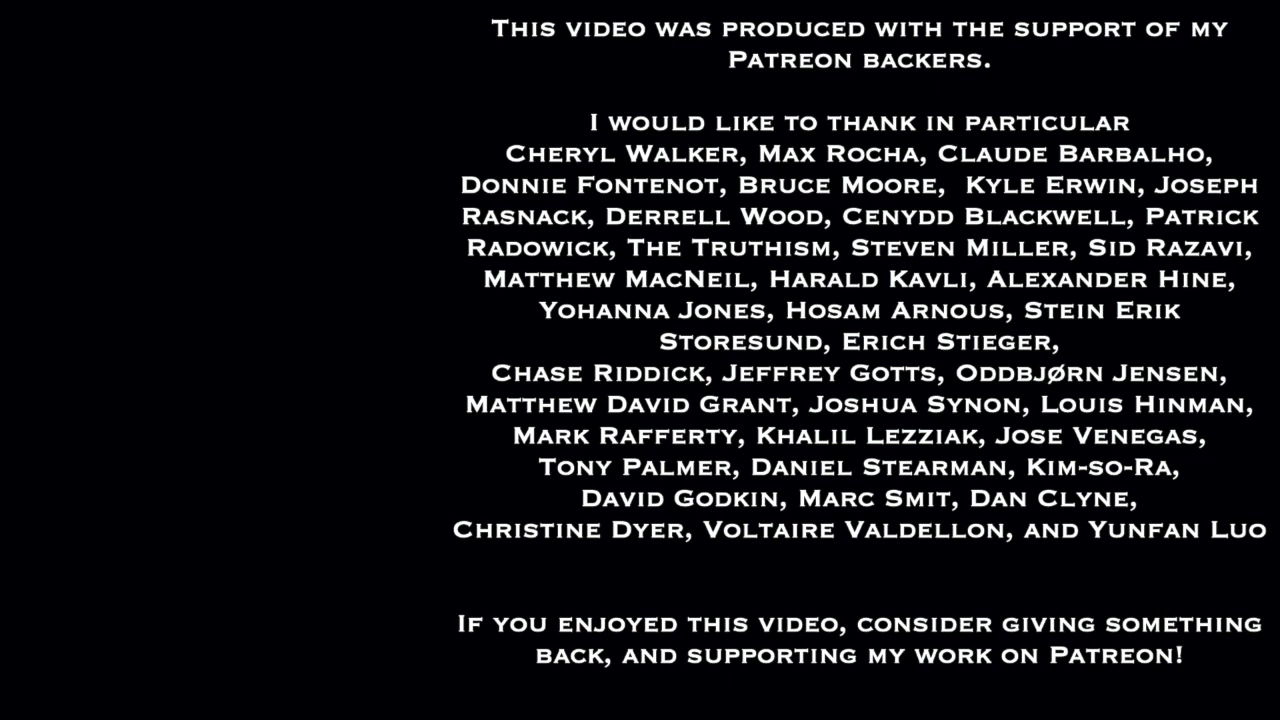 This video was produced with the support of my
Patreon backers.
I would like to thank in particular
Cheryl Walker, Max Rocha, Claude Barbalho,
Donnie Fontenot, Bruce Moore,  Kyle Erwin, Joseph
Rasnack, Derrell Wood, Cenydd Blackwell, Patrick
Radowick, The Truthism, Steven Miller, Sid Razavi,
Matthew MacNeil, Harald Kavli, Alexander Hine,
Yohanna Jones, Hosam Arnous, Stein Erik
Storesund, Erich Stieger,
Chase Riddick, Jeffrey Gotts, Oddbjørn Jensen,
Matthew David Grant, Joshua Synon, Louis Hinman,
Mark Rafferty, Khalil Lezziak, Jose Venegas,
Tony Palmer, Daniel Stearman, Kim-so-Ra,
David Godkin, Marc Smit, Dan Clyne,
Christine Dyer, Voltaire Valdellon, and Yunfan Luo
If you enjoyed this video, consider giving something
back, and supporting my work on Patreon!